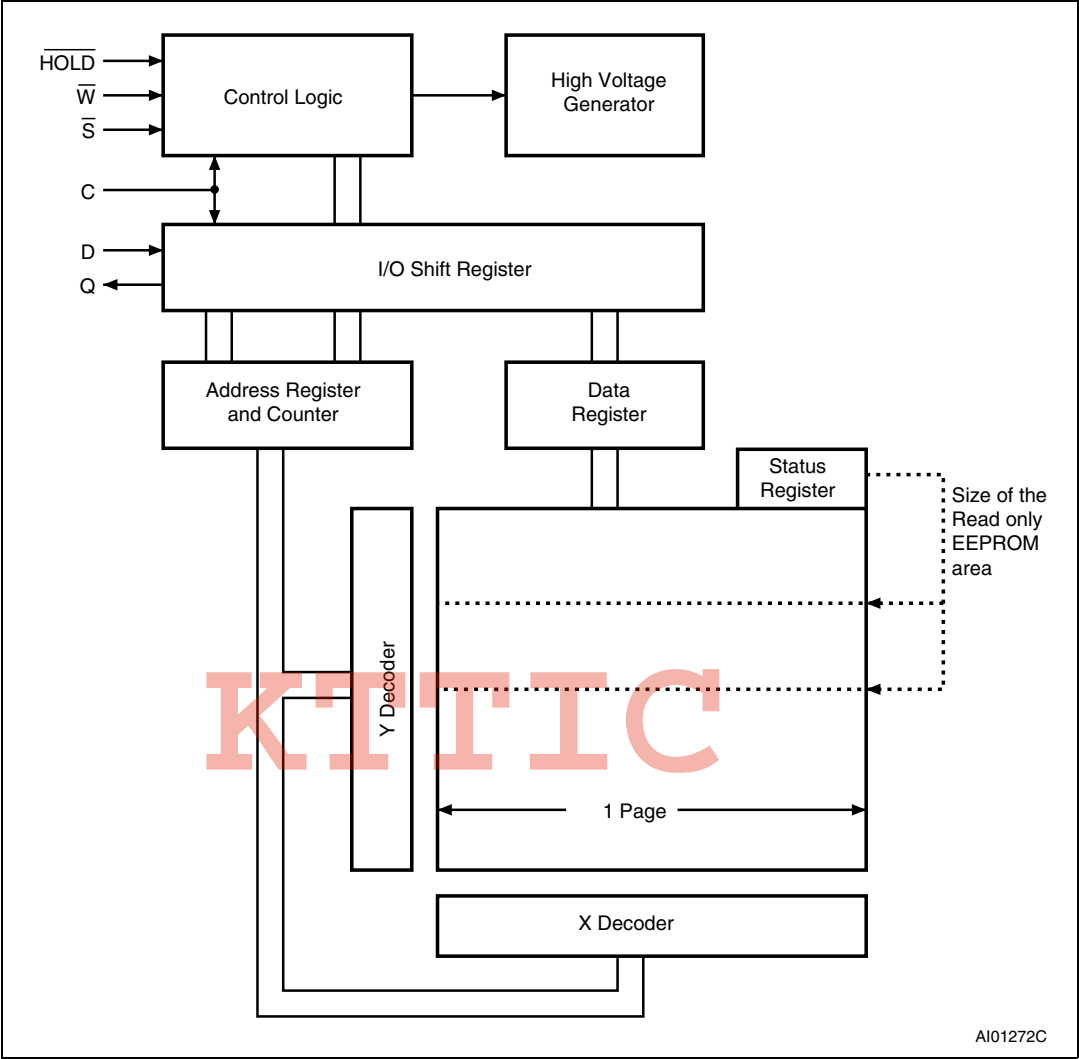 HOLD
W
S
C
D
Q
Control Logic
High Voltage
Generator
I/O Shift Register
Address Register
and Counter
Data
Register
Status
Register
Size of the
Read only
EEPROM
area
Y Decoder
KTTIC
1 Page
X Decoder
AI01272C